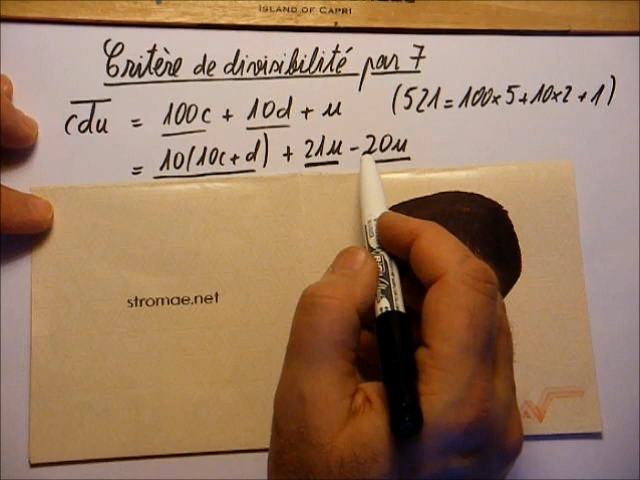 ISLAND OF CAPRI
Critère de divisibilité par 7
cdu = 100c + 10d + u (521 = 100×5 + 10×2 + 1)
= 10(10c + d) + 21u - 20u
stromae.net